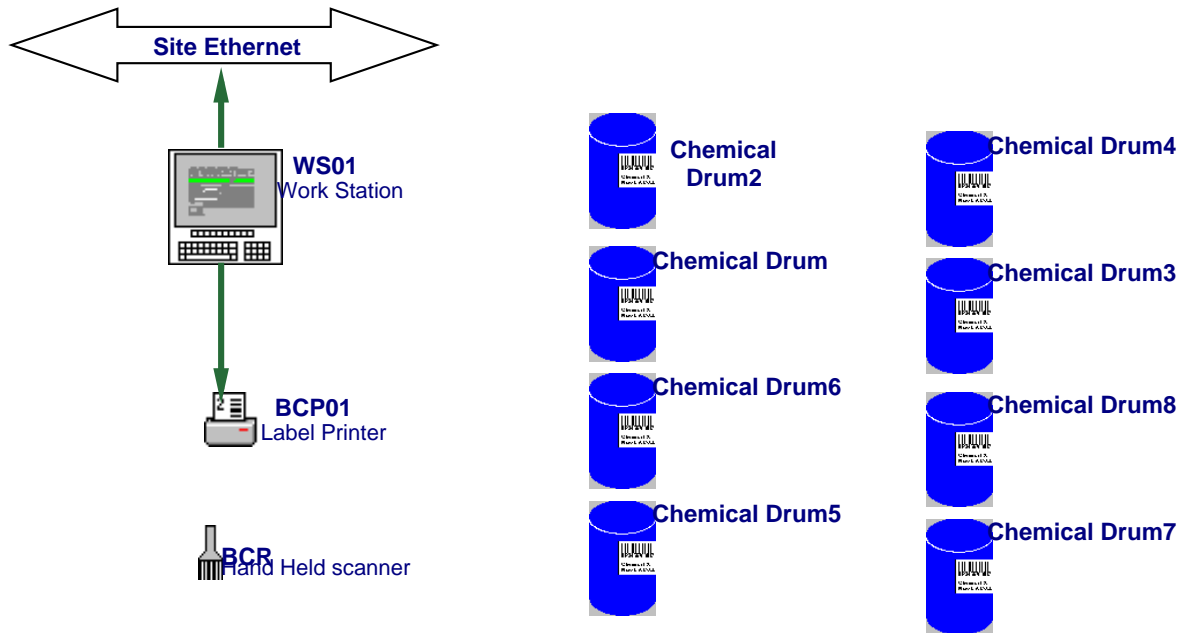 Site Ethernet
WS01
Work Station
BCP01
Label Printer
BCR
Hand Held scanner
Chemical
Drum2
Chemical Drum
Chemical Drum6
Chemical Drum5
Chemical Drum4
Chemical Drum3
Chemical Drum8
Chemical Drum7